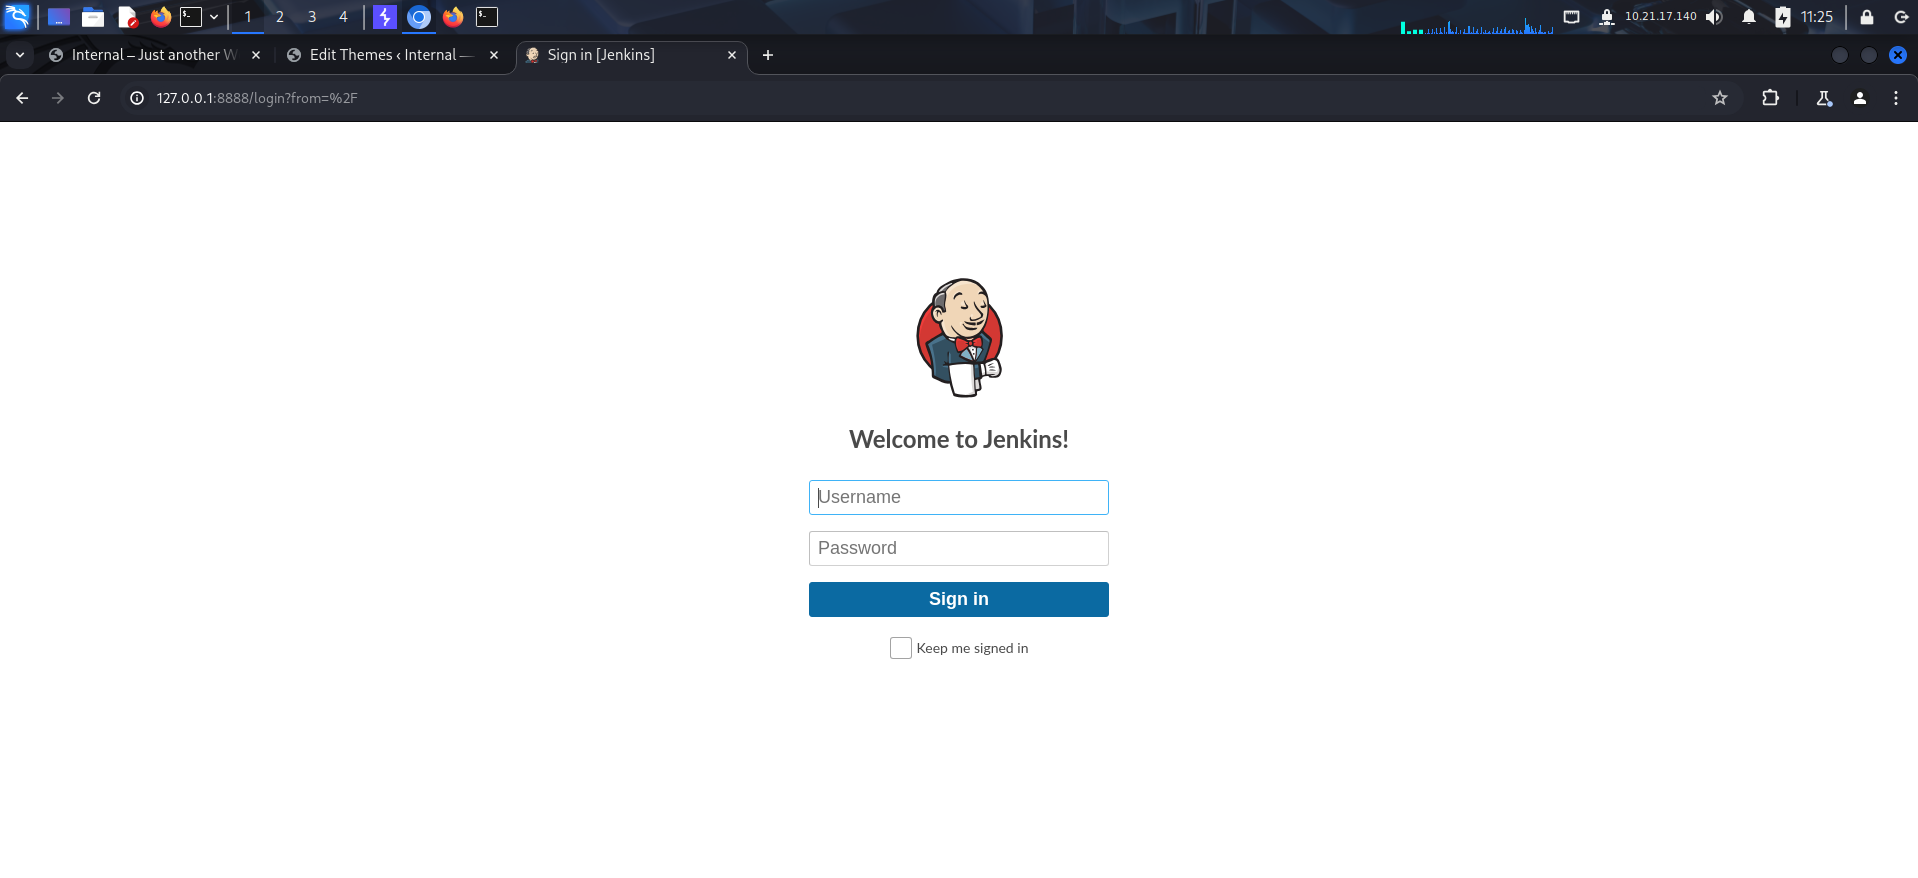 1 2 3 4 10.21.17.140 11:25
Internal – Just another W Edit Themes ‹ Internal — Sign in [Jenkins]
127.0.0.1:8888/login?from=%2F
Welcome to Jenkins!
Username
Password
Sign in
Keep me signed in